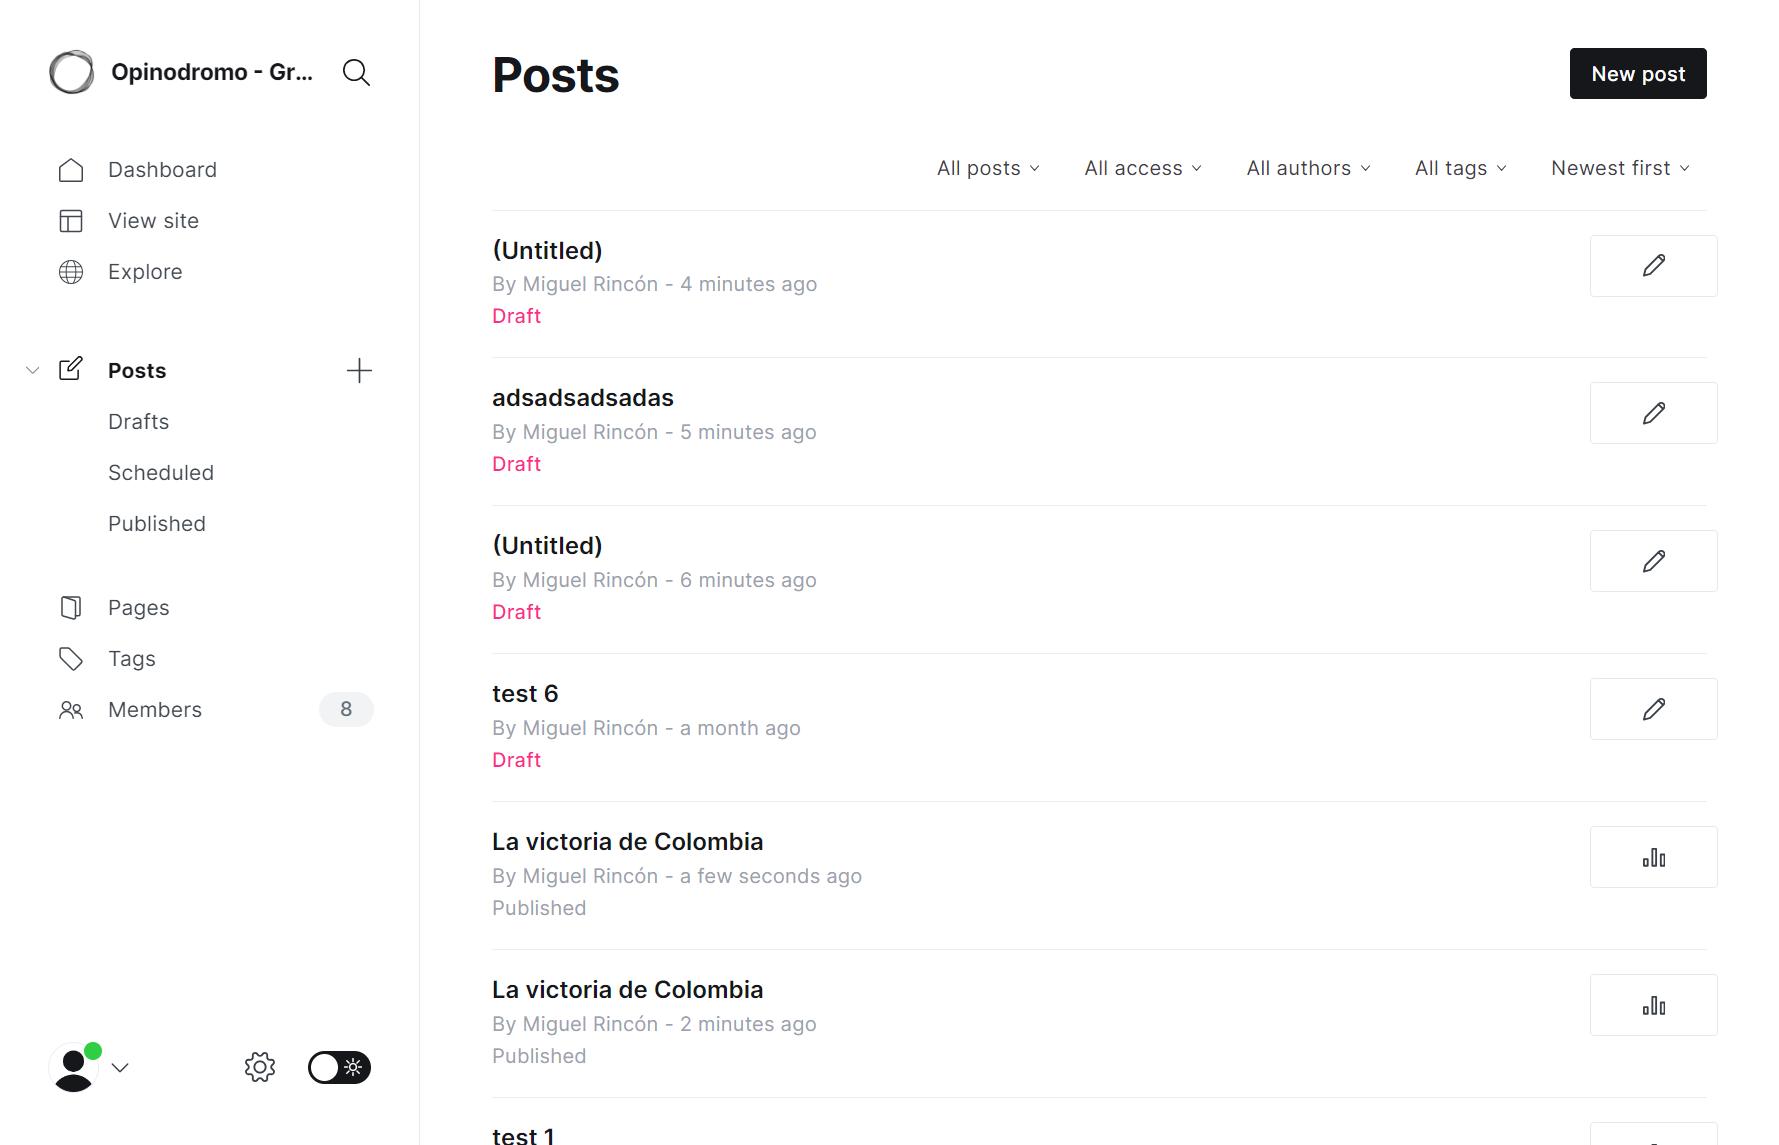 Opinodromo - Gr...
Dashboard
View site
Explore
Posts
Drafts
Scheduled
Published
Pages
Tags
Members 8
Posts
New post
All posts All access All authors All tags Newest first
(Untitled)
By Miguel Rincón - 4 minutes ago
Draft
adsadsadsadas
By Miguel Rincón - 5 minutes ago
Draft
(Untitled)
By Miguel Rincón - 6 minutes ago
Draft
test 6
By Miguel Rincón - a month ago
Draft
La victoria de Colombia
By Miguel Rincón - a few seconds ago
Published
La victoria de Colombia
By Miguel Rincón - 2 minutes ago
Published
test 1